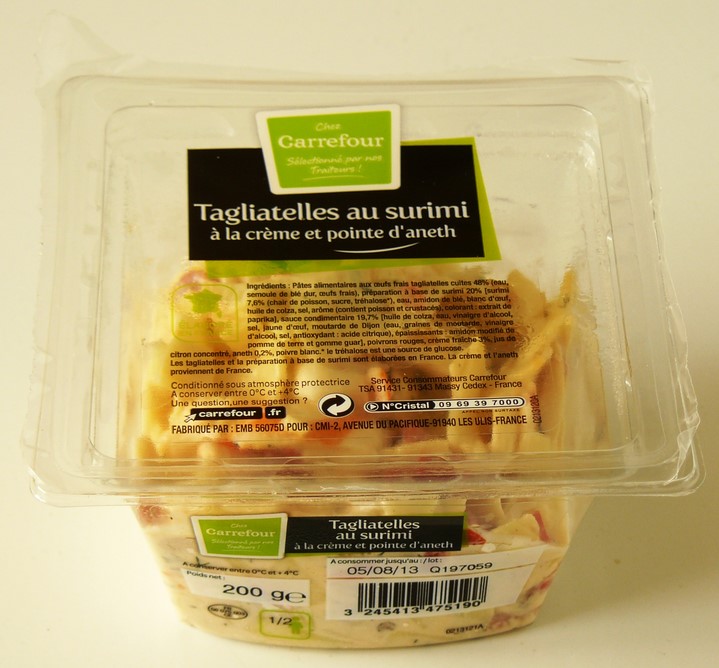 Chez
Carrefour
Sélectionné par nos
Traiteurs !
Tagliatelles au surimi
à la crème et pointe d'aneth
Ingrédients : Pâtes alimentaires aux œufs frais tagliatelles cuites 48% (eau,
semoule de blé dur, œufs frais), préparation à base de surimi 20% [surimi
7,6% (chair de poisson, sucre, tréhalose*), eau, amidon de blé, blanc d'œuf,
huile de colza, sel, arôme (contient poisson et crustacés), colorant : extrait de
paprika], sauce condimentaire 19,7% [huile de colza, eau, vinaigre d'alcool,
sel, jaune d'œuf, moutarde de Dijon (eau, graines de moutarde, vinaigre
d'alcool, sel, antioxydant : acide citrique), épaississants : amidon modifié de
pomme de terre et gomme guar], poivrons rouges, crème fraîche 3%, jus de
citron concentré, aneth 0,2%, poivre blanc.* le tréhalose est une source de glucose.
Les tagliatelles et la préparation à base de surimi sont élaborées en France. La crème et l'aneth
proviennent de France.
Conditionné sous atmosphère protectrice
A conserver entre 0°C et +4°C
Une question, une suggestion ?
carrefour .fr
Service Consommateurs Carrefour
TSA 91431- 91343 Massy Cedex - France
N°Cristal 09 69 39 7000
APPEL NON SURTAXÉ
FABRIQUÉ PAR : EMB 56075D POUR : CMI-2, AVENUE DU PACIFIQUE-91940 LES ULIS-FRANCE
0213120A
Chez
Carrefour
Sélectionné par nos
Traiteurs !
Tagliatelles
au surimi
à la crème et pointe d'aneth
A conserver entre 0°C et + 4°C
Poids net :
200 g℮
1/2
A consommer jusqu'au : / lot :
05/08/13 Q197059
3 245413 475190
0213121A